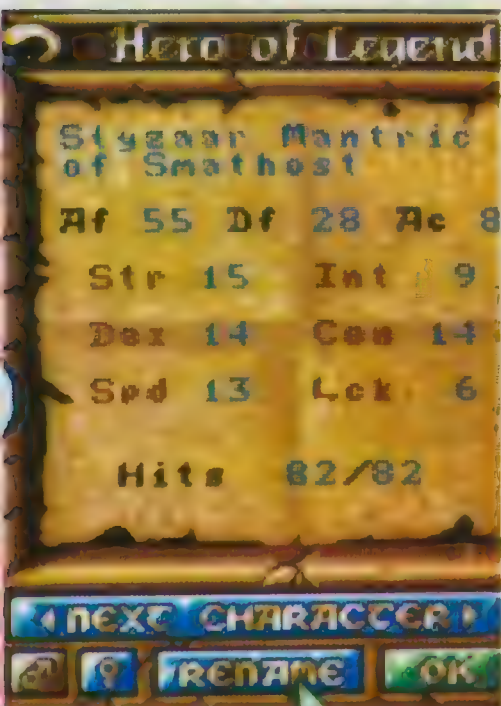 Hero of Legend
Mantric
of Smathost
Af 55 Df 28 Ac 8
Str 15 Int 9
Dex 14 Con 14
Spd 13 Lck 6
Hits 82/82
NEXT CHARACTER
RENAME OK